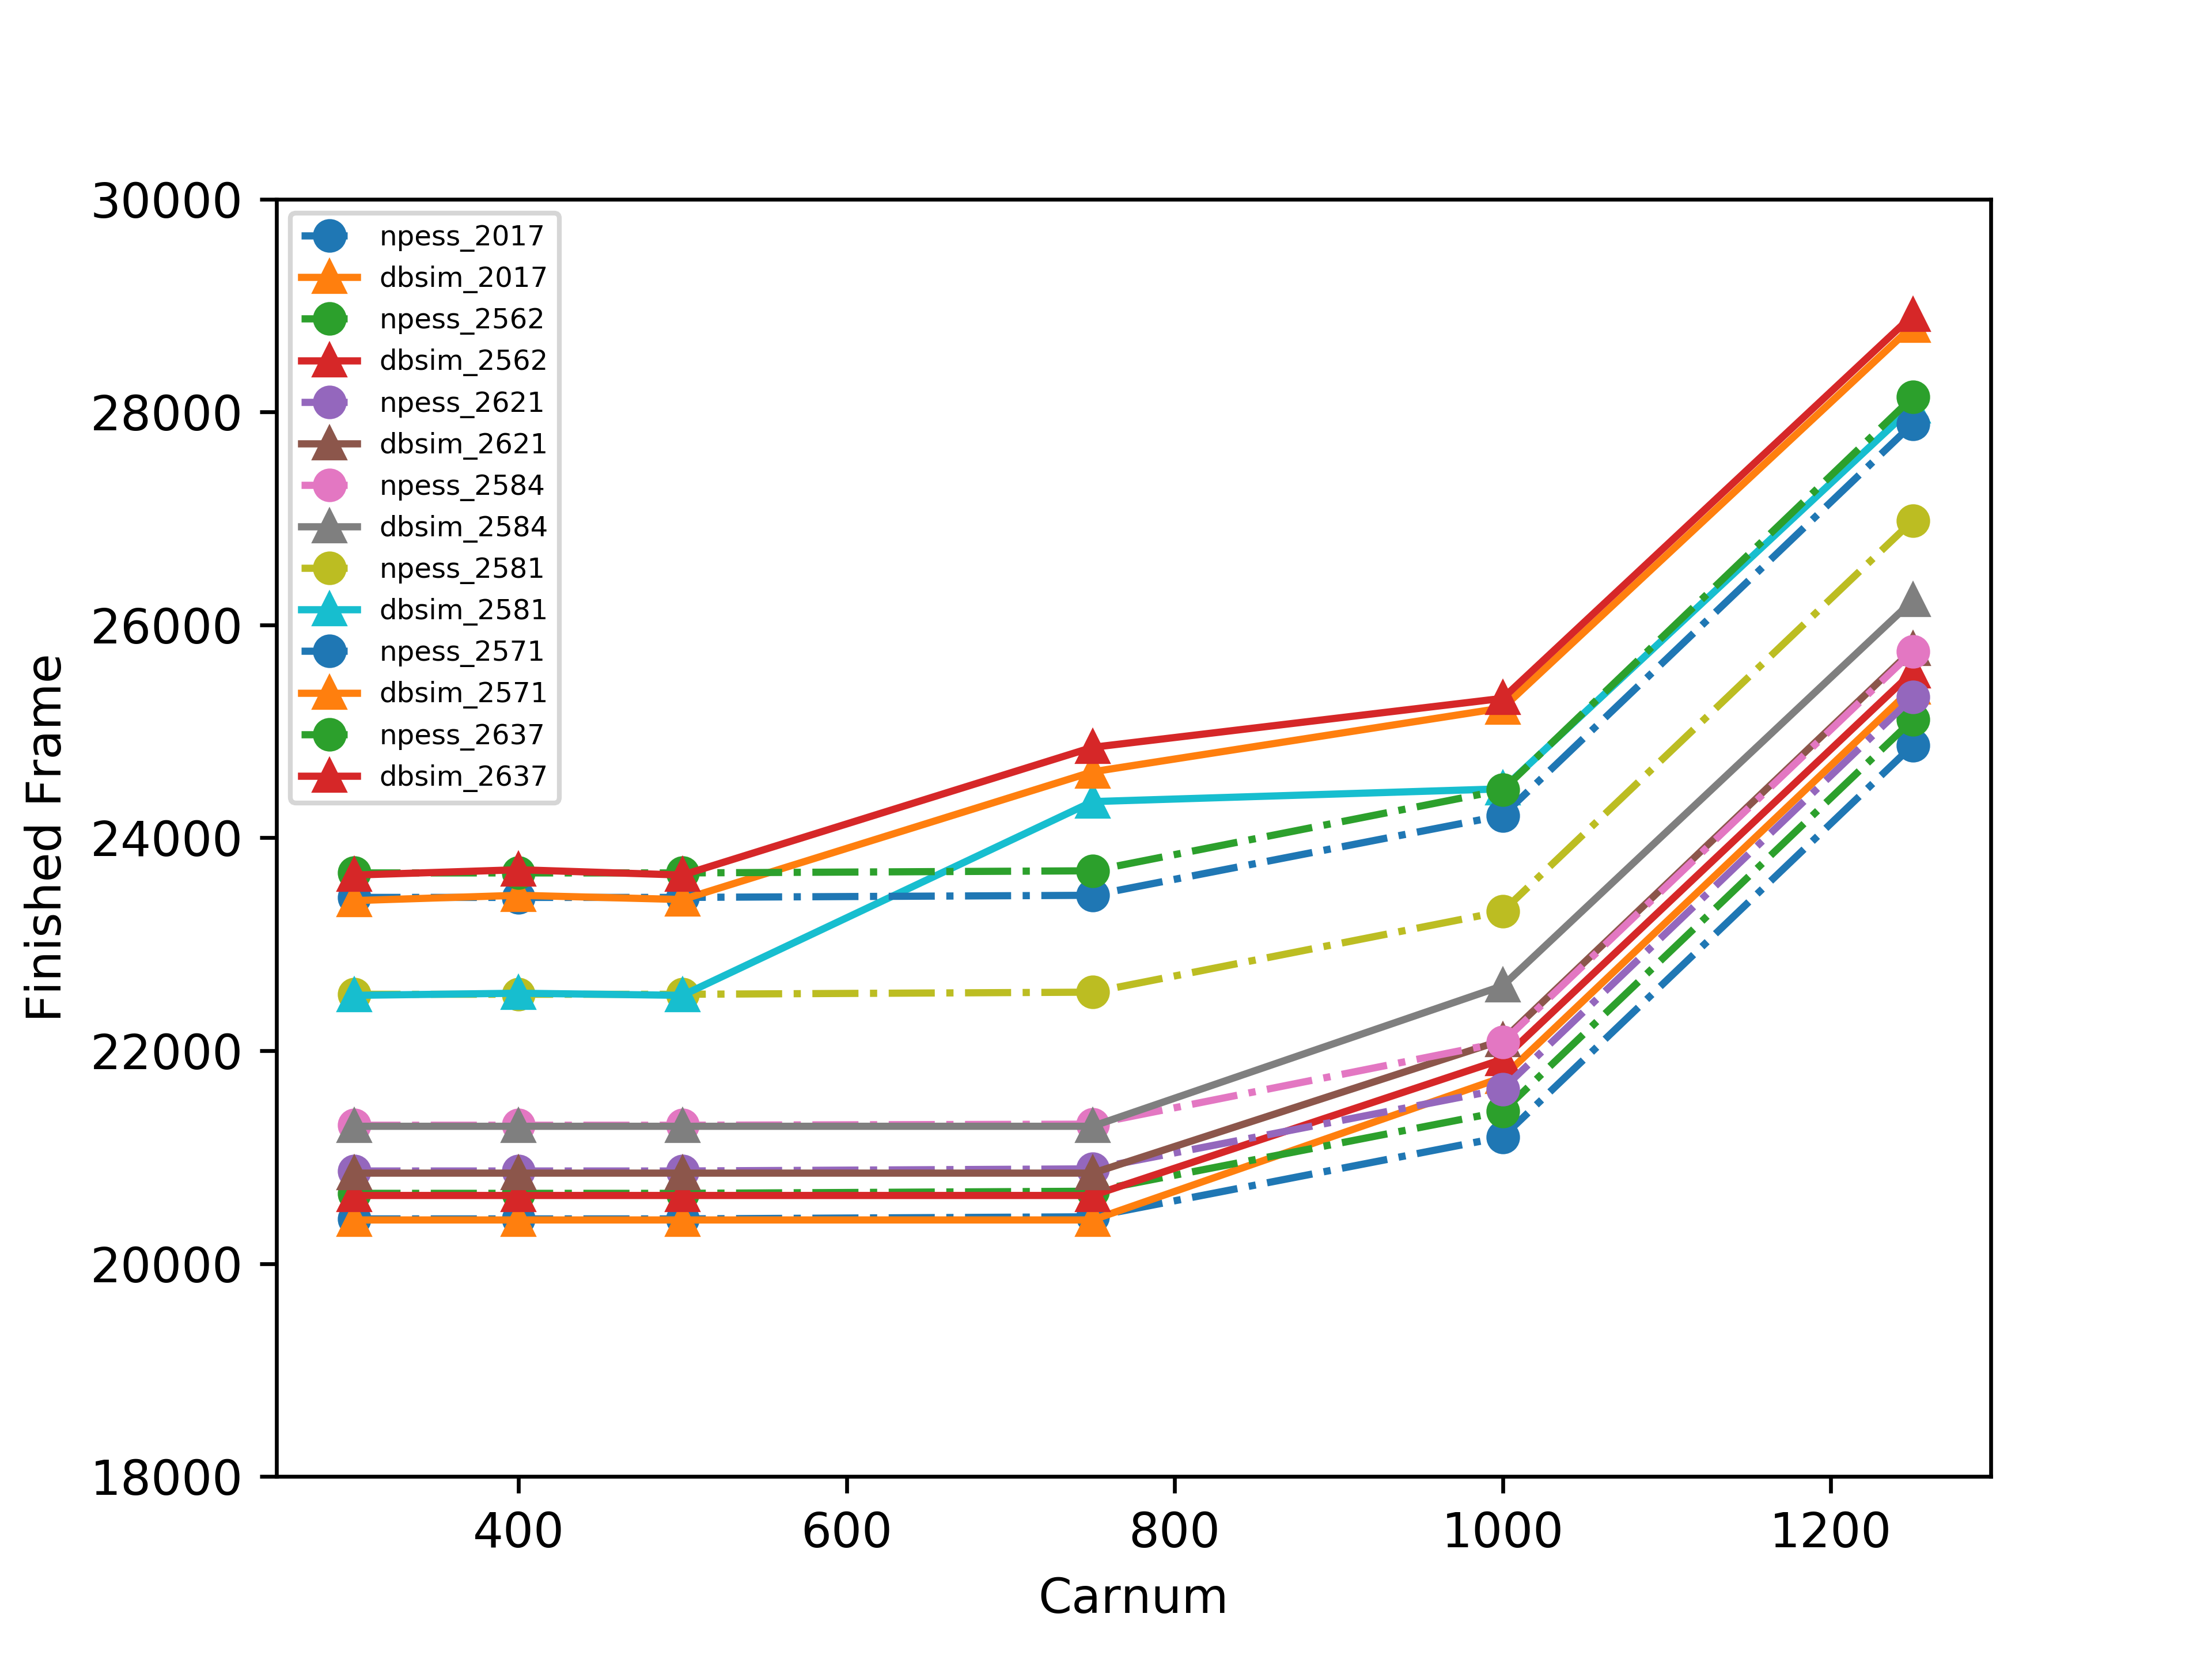 30000
28000
26000
24000
22000
20000
18000
Finished Frame
npess_2017
dbsim_2017
npess_2562
dbsim_2562
npess_2621
dbsim_2621
npess_2584
dbsim_2584
npess_2581
dbsim_2581
npess_2571
dbsim_2571
npess_2637
dbsim_2637
400 600 800 1000 1200
Carnum